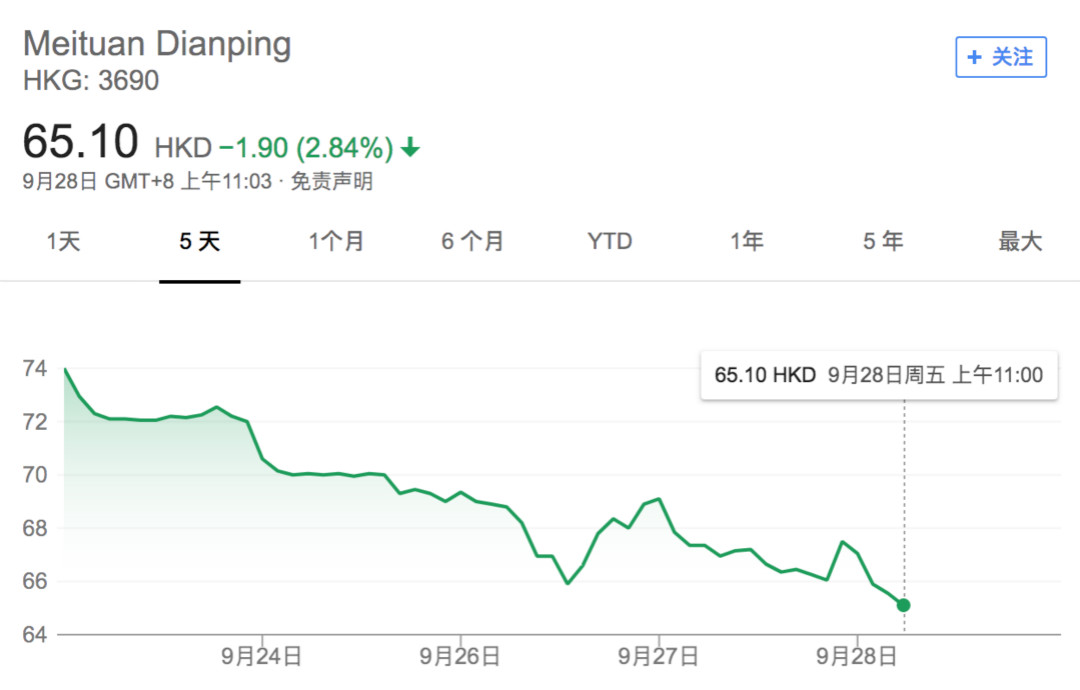 Meituan Dianping
HKG: 3690
+ 关注
65.10 HKD −1.90 (2.84%) ↓
9月28日 GMT+8 上午11:03 · 免责声明
1天 5 天 1个月 6 个月 YTD 1年 5 年 最大
65.10 HKD 9月28日周五 上午11:00
74
72
70
68
66
64
9月24日 9月26日 9月27日 9月28日